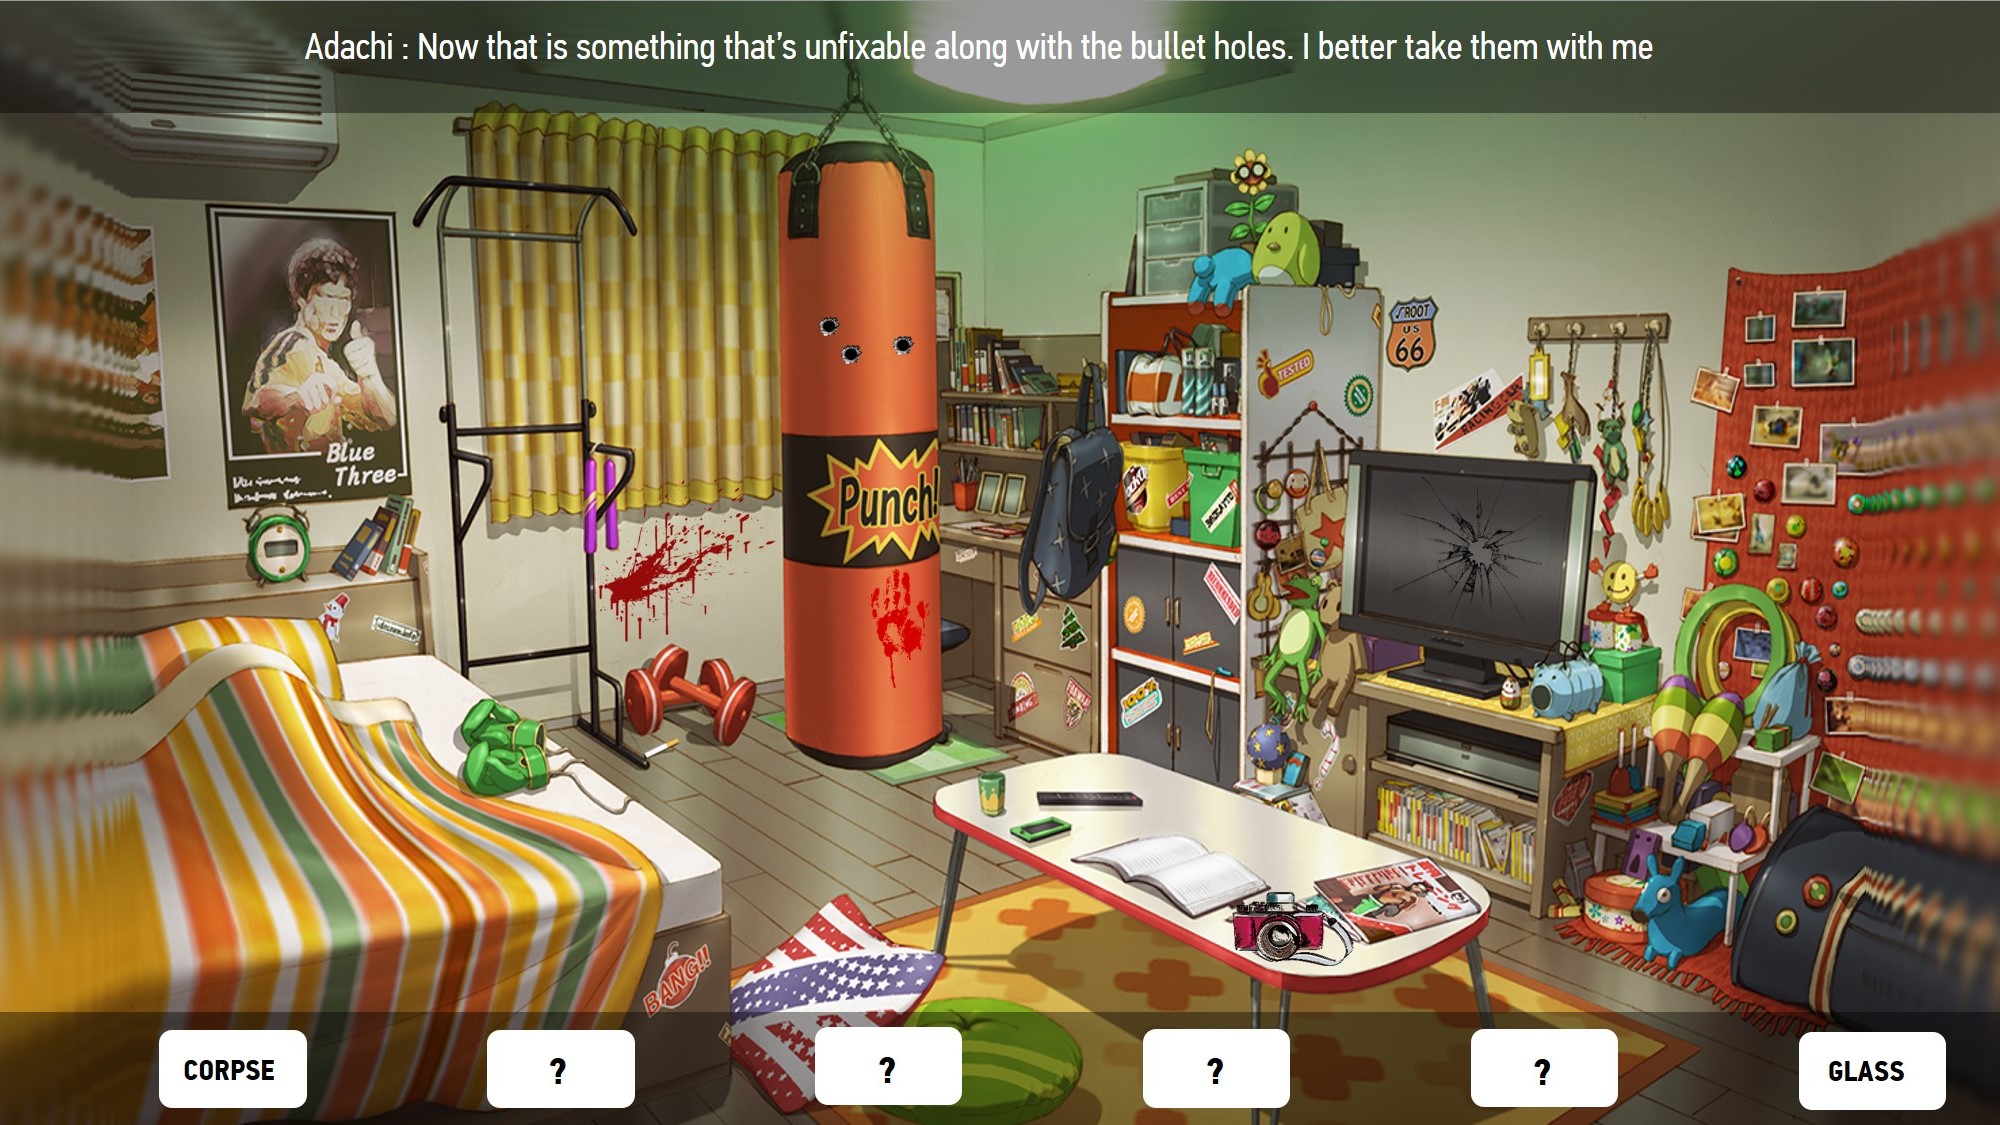 Adachi : Now that is something that's unfixable along with the bullet holes. I better take them with me
ROOT
US
66
TESTED
RACING
Blue
Three
Punch!
BANG!!
CORPSE
?
?
?
?
GLASS